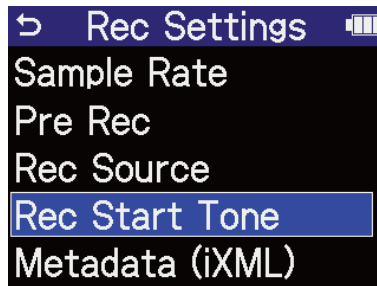 Rec Settings
Sample Rate
Pre Rec
Rec Source
Rec Start Tone
Metadata (iXML)